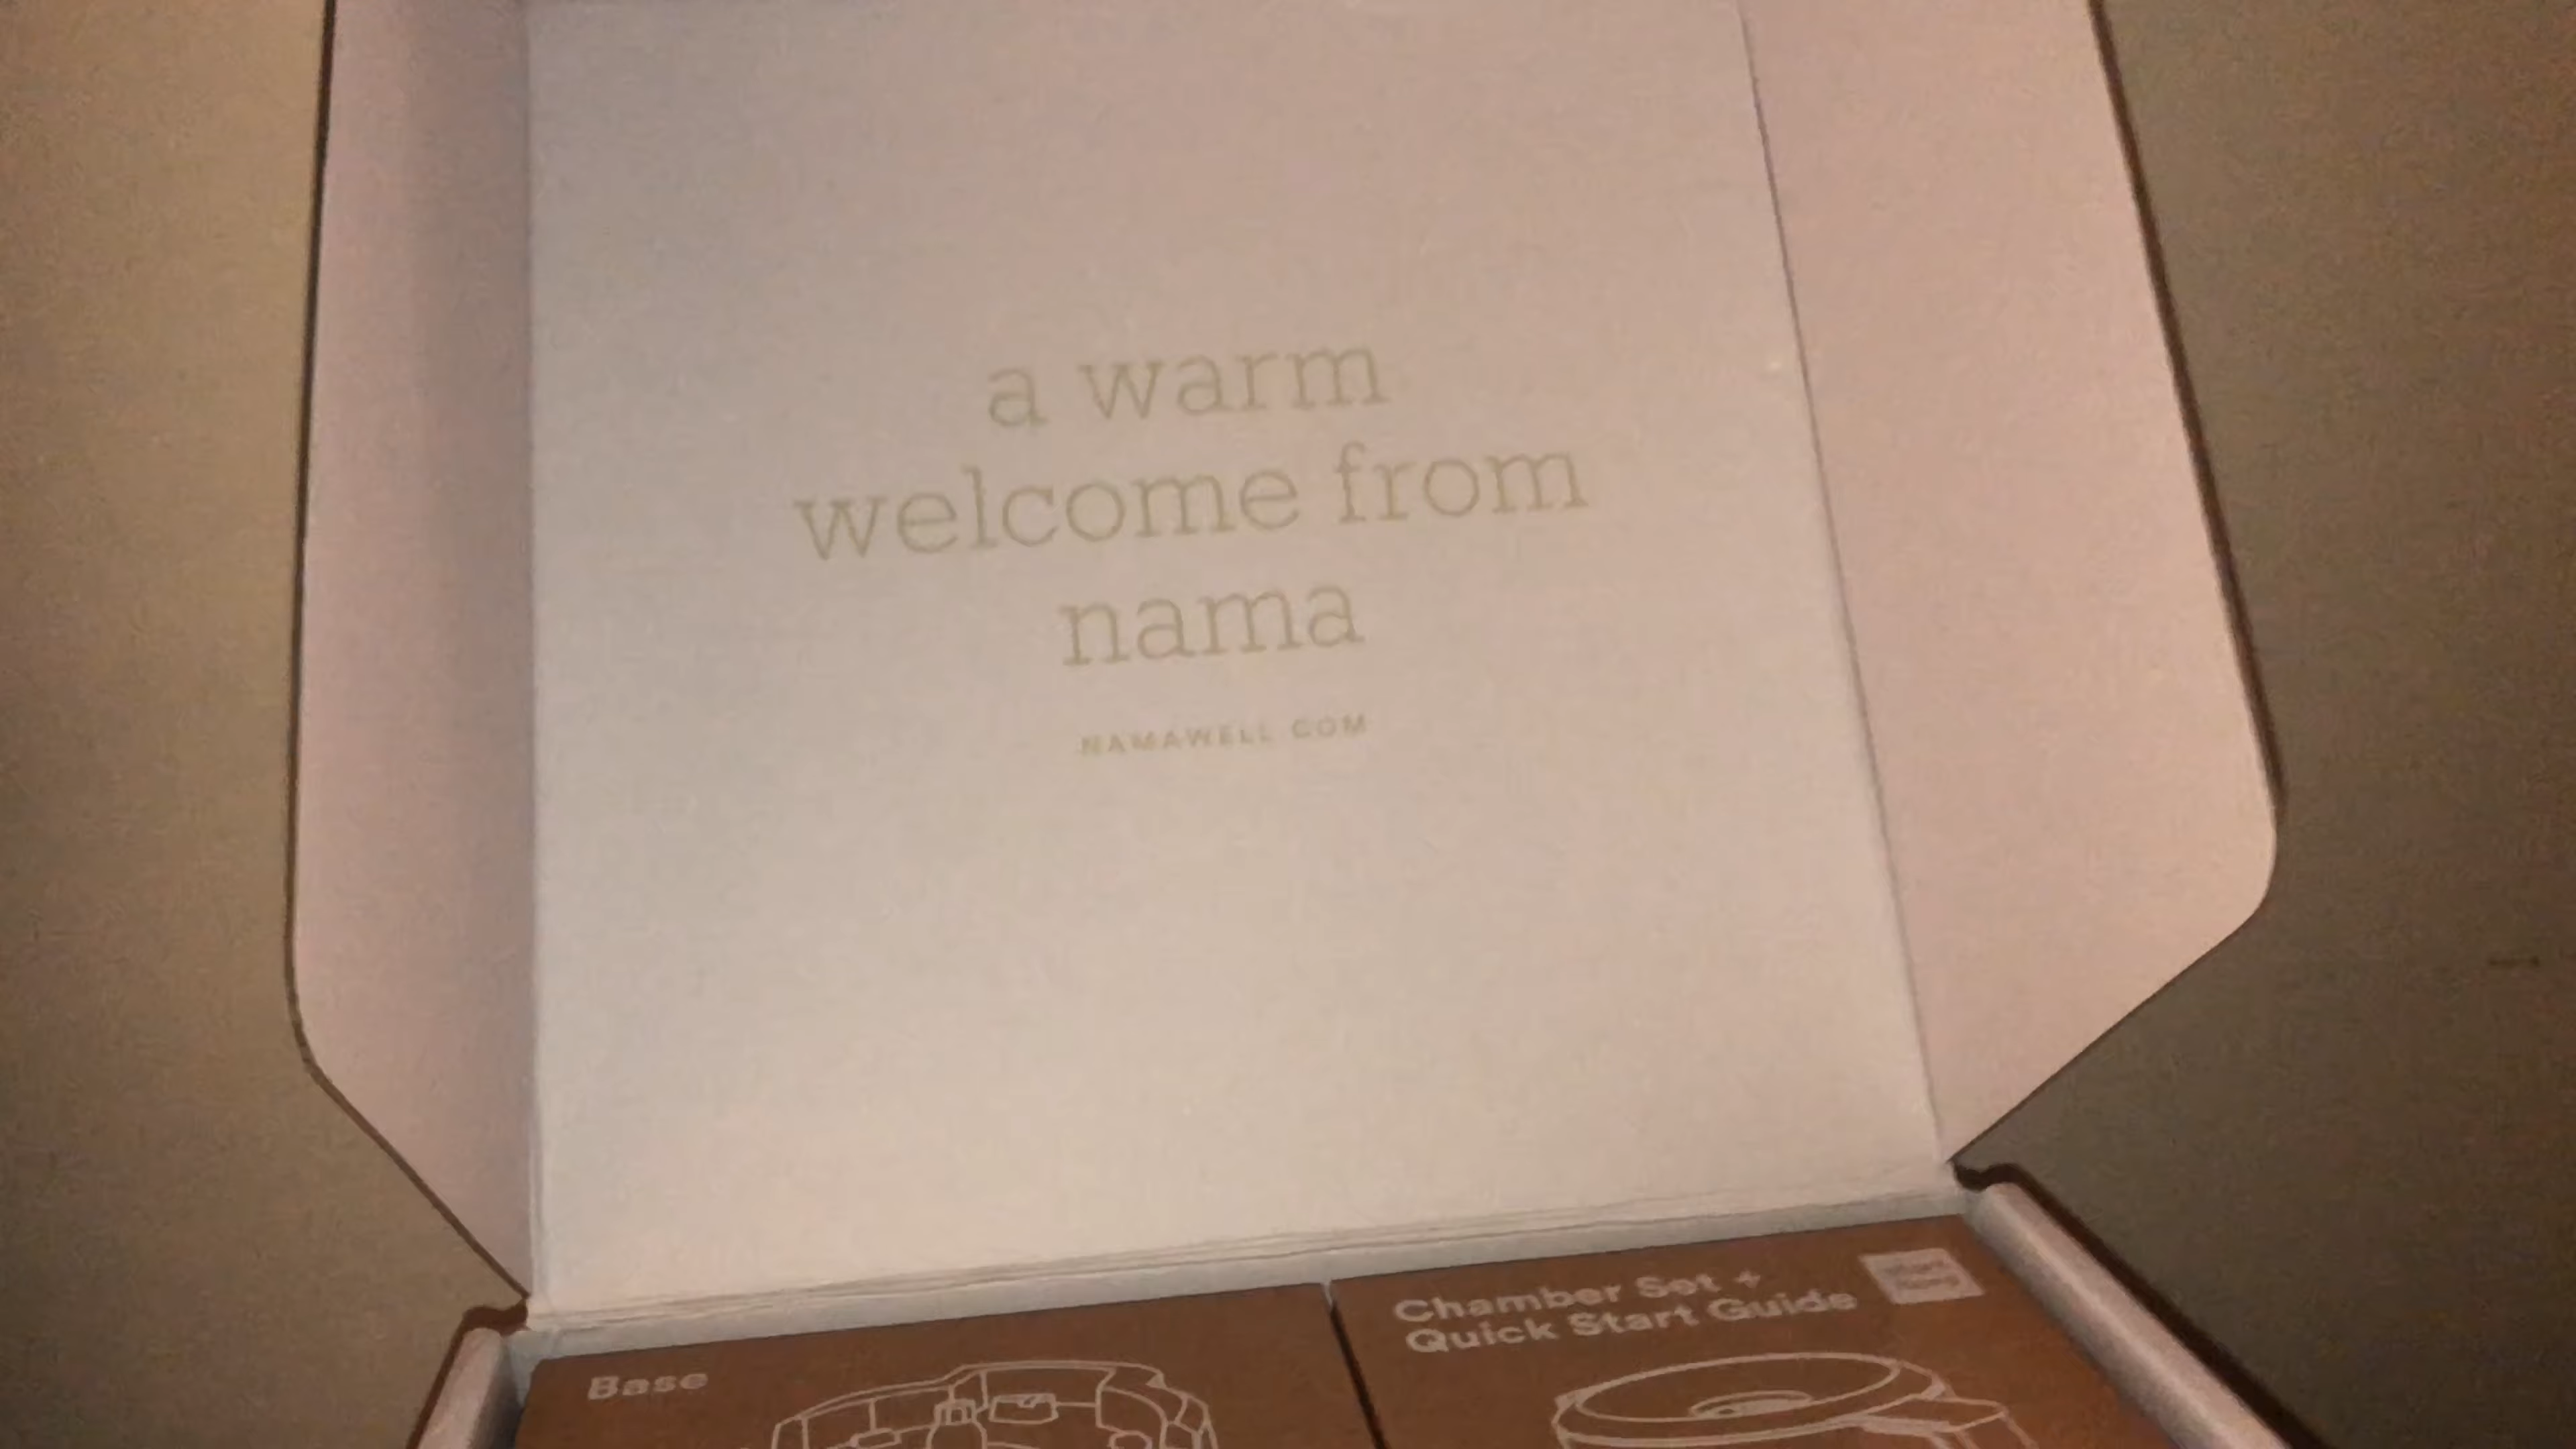 a warm
welcome from
nama
NAMAWELL.COM
Base
Chamber Set +
Quick Start Guide